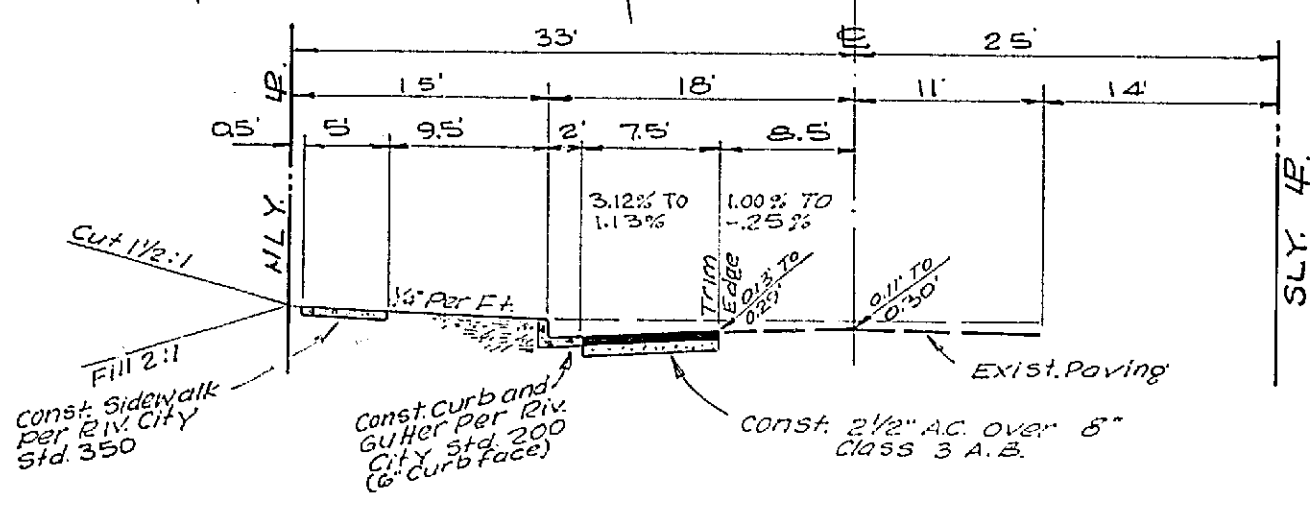 33' ℄ 25'
15' 18' 11' 14'
0.5' 5' 9.5' 2' 7.5' 8.5'
NLY. ℄P.
SLY. ℄P.
3.12% TO
1.13%
1.00% TO
-.25%
Trim
Edge
0.13' TO
0.29'
0.11' TO
0.30'
Cut 1½:1
¼" Per Ft.
Fill 2:1
Const. Sidewalk
Per Riv. City
Std. 350
Const. Curb and
Gutter Per Riv.
City Std. 200
(6" Curb face)
Const. 2½" A.C. over 8"
Class 3 A.B.
Exist. Paving